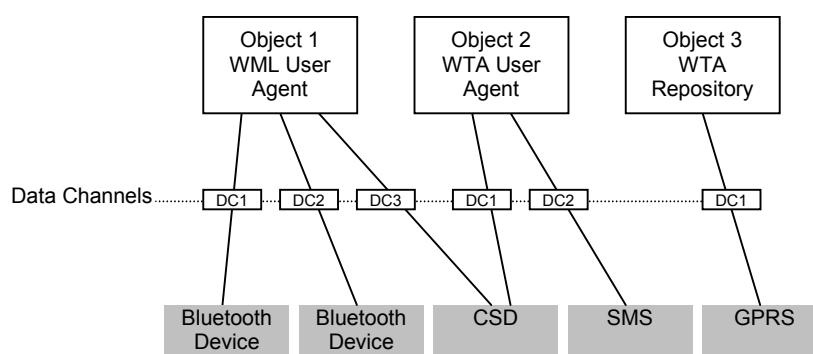 Object 1
WML User
Agent
Object 2
WTA User
Agent
Object 3
WTA
Repository
Data Channels
DC1
DC2
DC3
DC1
DC2
DC1
Bluetooth
Device
Bluetooth
Device
CSD
SMS
GPRS